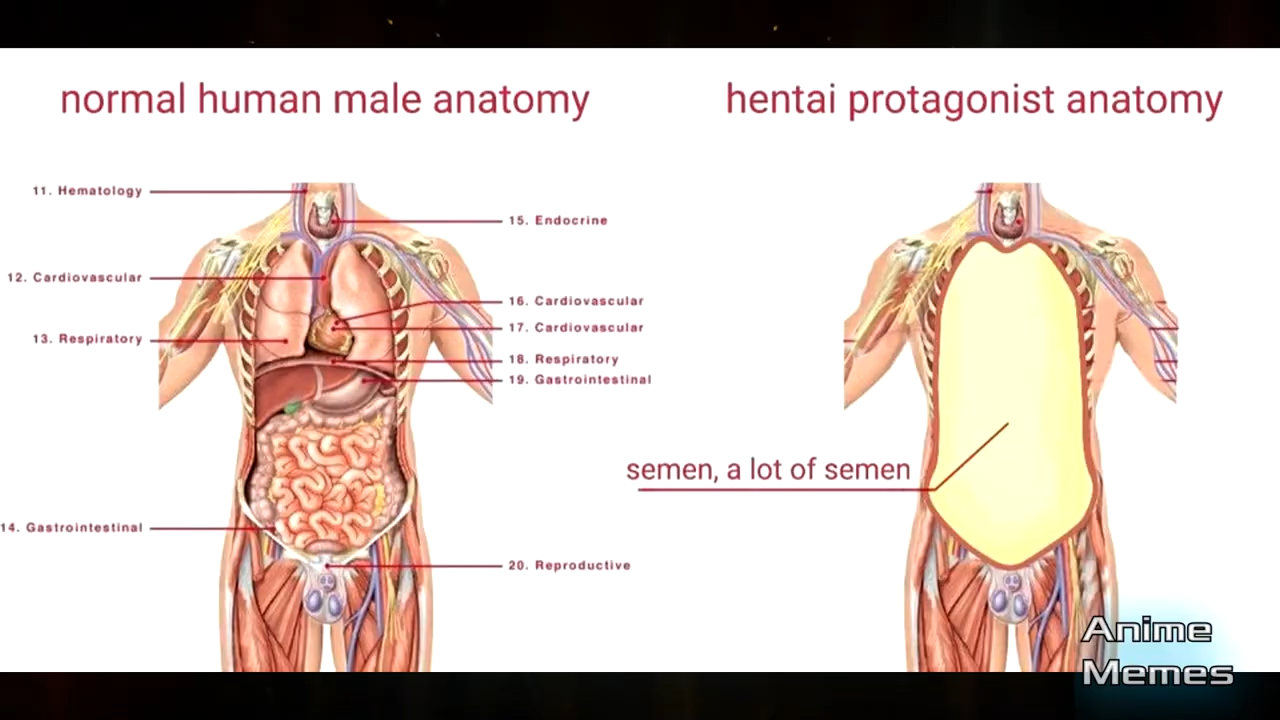 normal human male anatomy
hentai protagonist anatomy
11. Hematology
15. Endocrine
12. Cardiovascular
16. Cardiovascular
17. Cardiovascular
13. Respiratory
18. Respiratory
19. Gastrointestinal
semen, a lot of semen
14. Gastrointestinal
20. Reproductive
Anime
Memes